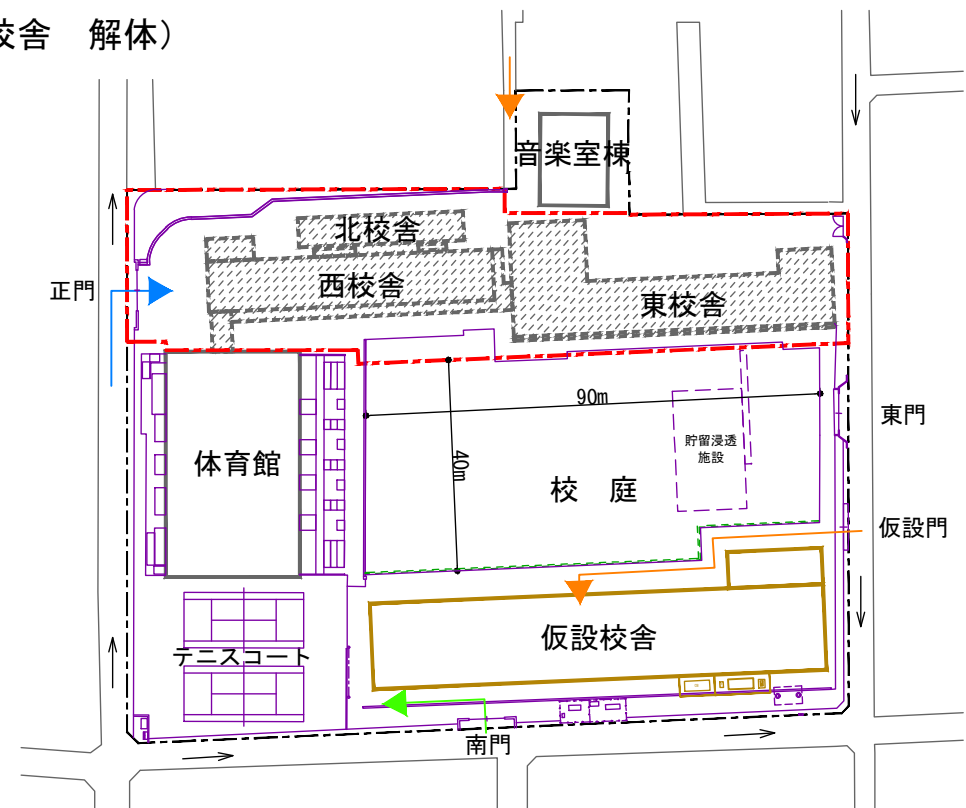 校舎　解体）
音楽室棟
北校舎
西校舎
正門
東校舎
90m
東門
貯留浸透
施設
40m
体育館
校　庭
仮設門
仮設校舎
テニスコート
南門